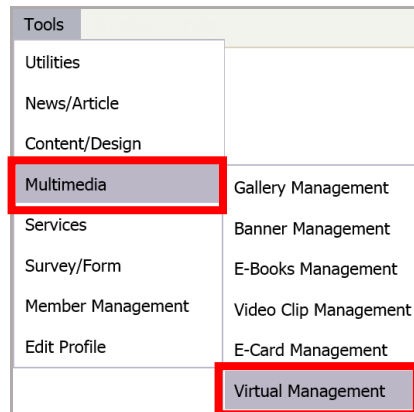 Tools
Utilities
News/Article
Content/Design
Multimedia
Services
Survey/Form
Member Management
Edit Profile
Gallery Management
Banner Management
E-Books Management
Video Clip Management
E-Card Management
Virtual Management